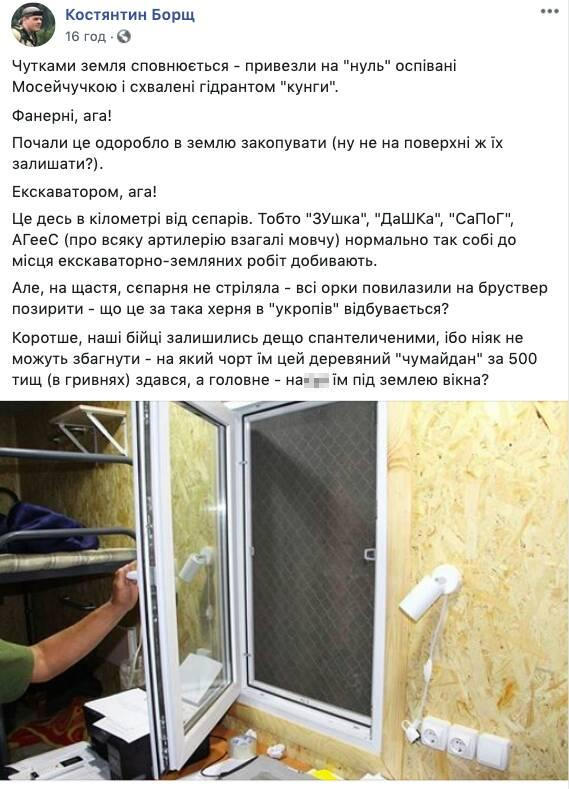 Костянтин Борщ
16 год ·
Чутками земля сповнюється - привезли на "нуль" оспівані
Мосейчучкою і схвалені гідрантом "кунги".
Фанерні, ага!
Почали це одоробло в землю закопувати (ну не на поверхні ж їх
залишати?).
Екскаватором, ага!
Це десь в кілометрі від сєпарів. Тобто "ЗУшка", "ДаШКа", "СаПоГ",
АГееС (про всяку артилерію взагалі мовчу) нормально так собі до
місця екскаваторно-земляних робіт добивають.
Але, на щастя, сєпарня не стріляла - всі орки повилазили на бруствер
позирити - що це за така херня в "укропів" відбувається?
Коротше, наші бійці залишились дещо спантеличеними, ібо ніяк не
можуть збагнути - на який чорт їм цей деревяний "чумайдан" за 500
тищ (в гривнях) здався, а головне - на їм під землею вікна?